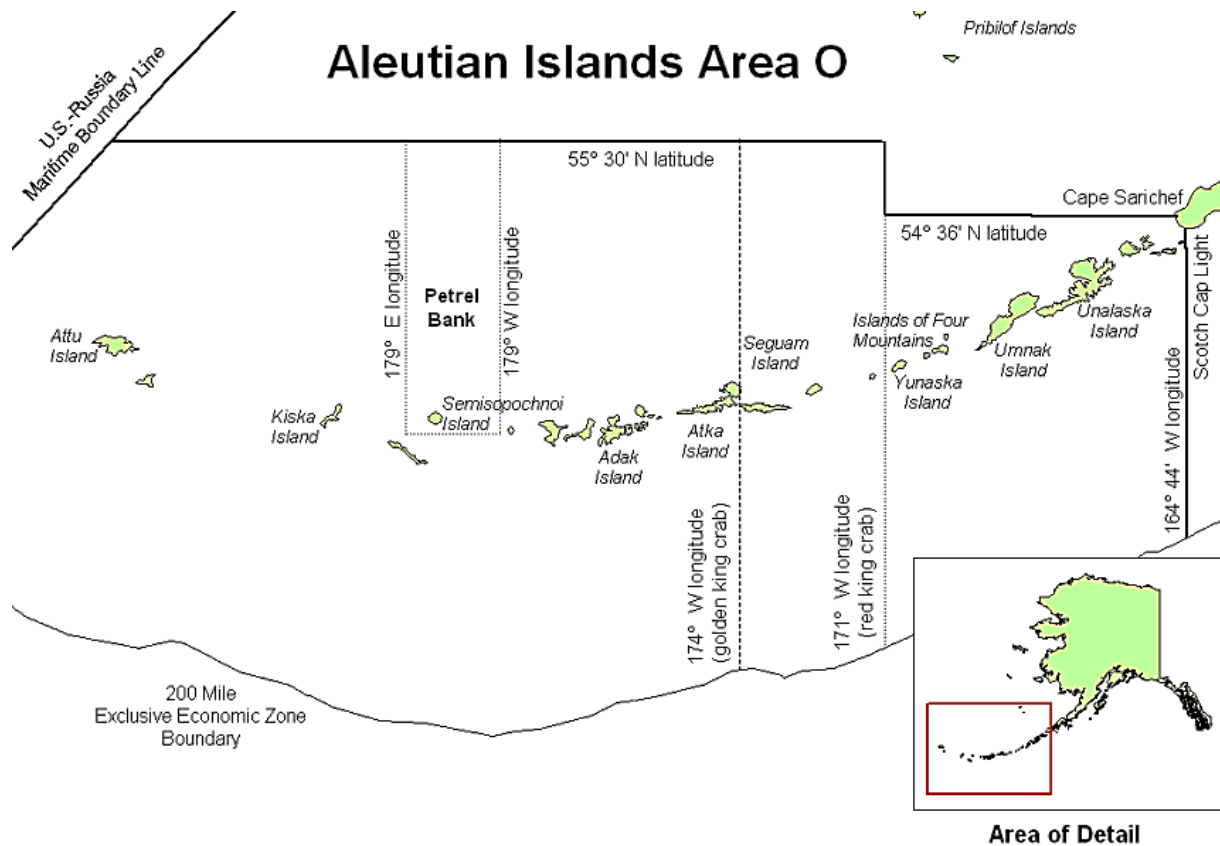 Pribilof Islands
Aleutian Islands Area O
U.S.-Russia
Maritime Boundary Line
55° 30' N latitude
Cape Sarichef
54° 36' N latitude
179° E longitude
Petrel
Bank
179° W longitude
Scotch Cap Light
Attu
Island
Islands of Four
Mountains
Unalaska
Island
Seguam
Island
Umnak
Island
Yunaska
Island
Kiska
Island
Semisopochnoi
Island
Adak
Island
Atka
Island
164° 44' W longitude
174° W longitude
(golden king crab)
171° W longitude
(red king crab)
200 Mile
Exclusive Economic Zone
Boundary
Area of Detail